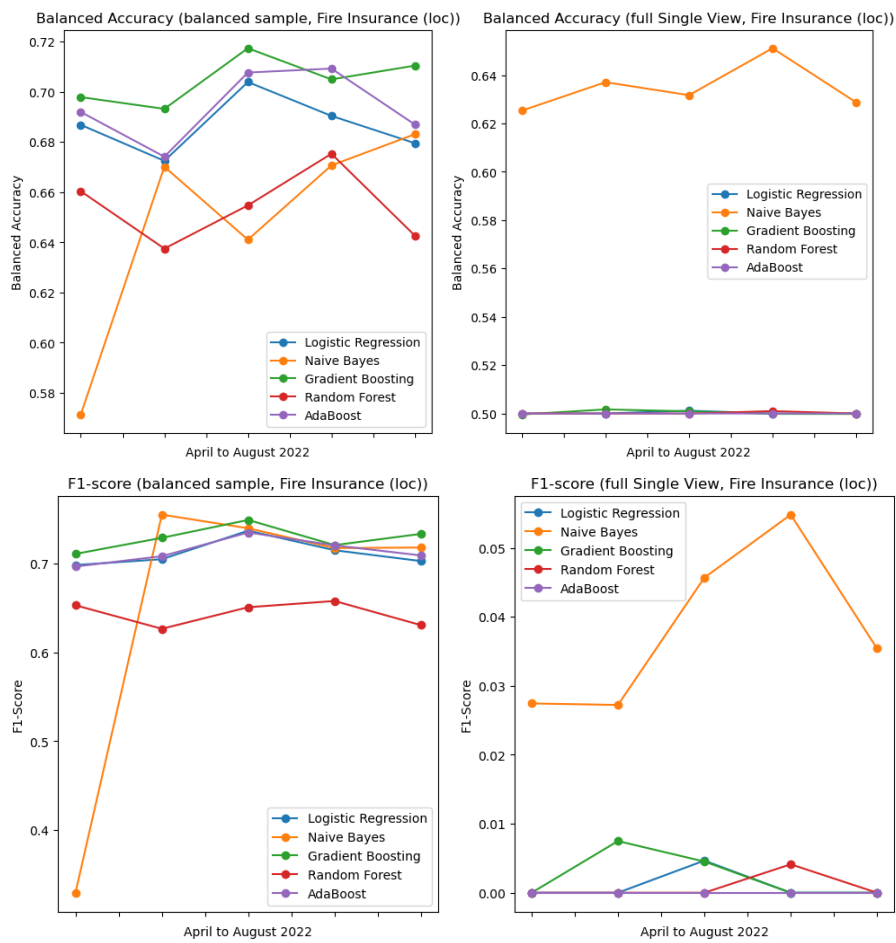 Balanced Accuracy (balanced sample, Fire Insurance (loc))
Balanced Accuracy
0.72
0.70
0.68
0.66
0.64
0.62
0.60
0.58
Logistic Regression
Naive Bayes
Gradient Boosting
Random Forest
AdaBoost
April to August 2022
Balanced Accuracy (full Single View, Fire Insurance (loc))
Balanced Accuracy
0.64
0.62
0.60
0.58
0.56
0.54
0.52
0.50
Logistic Regression
Naive Bayes
Gradient Boosting
Random Forest
AdaBoost
April to August 2022
F1-score (balanced sample, Fire Insurance (loc))
F1-Score
0.7
0.6
0.5
0.4
Logistic Regression
Naive Bayes
Gradient Boosting
Random Forest
AdaBoost
April to August 2022
F1-score (full Single View, Fire Insurance (loc))
F1-Score
0.05
0.04
0.03
0.02
0.01
0.00
Logistic Regression
Naive Bayes
Gradient Boosting
Random Forest
AdaBoost
April to August 2022